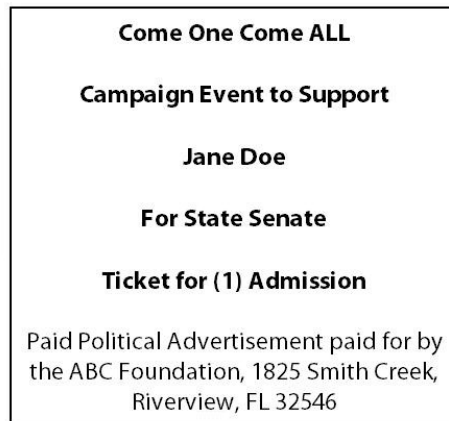 Come One Come ALL
Campaign Event to Support
Jane Doe
For State Senate
Ticket for (1) Admission
Paid Political Advertisement paid for by
the ABC Foundation, 1825 Smith Creek,
Riverview, FL 32546